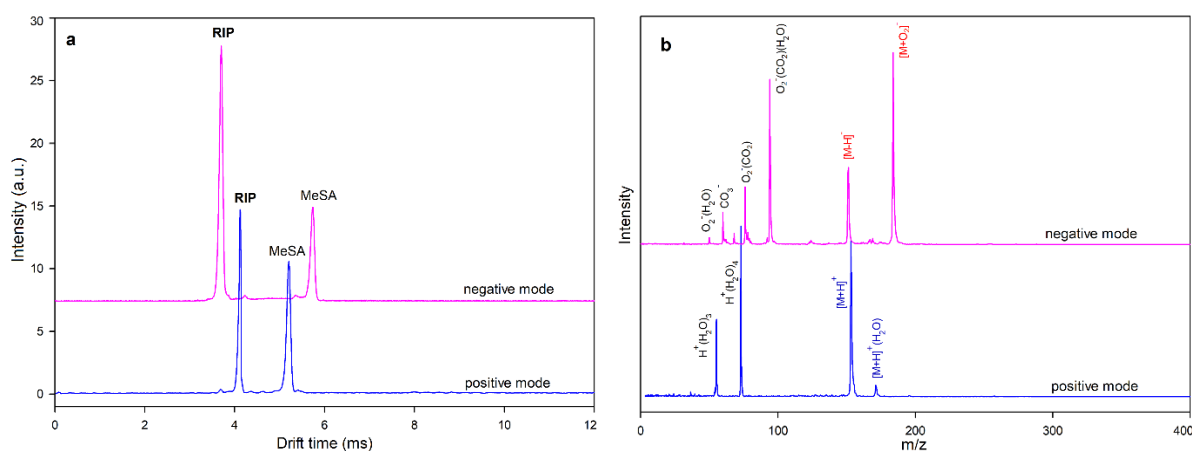 a
30
25
20
15
10
5
0
Intensity (a.u.)
RIP
RIP
MeSA
MeSA
negative mode
positive mode
0 2 4 6 8 10 12
Drift time (ms)
b
Intensity
O₂⁻(H₂O)
CO₃⁻
O₂⁻(CO₂)
O₂⁻(CO₂)(H₂O)
[M-H]⁻
[M+O₂]⁻
negative mode
H⁺(H₂O)₃
H⁺(H₂O)₄
[M+H]⁺
[M+H]⁺(H₂O)
positive mode
0 100 200 300 400
m/z